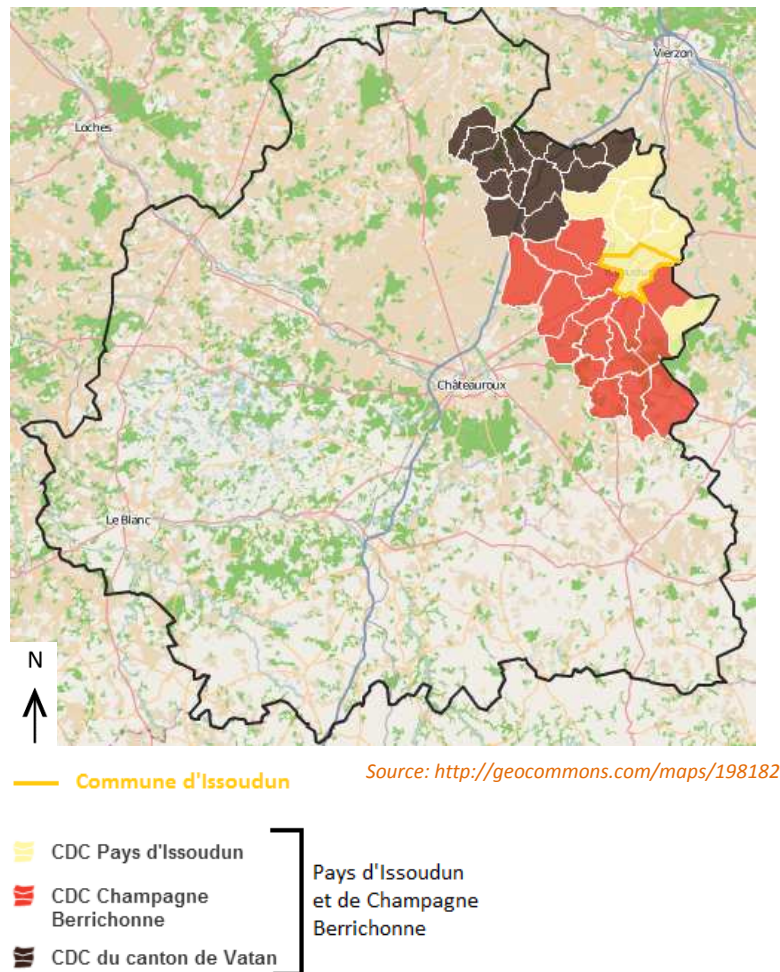 Vierzon
Loches
Issoudun
Châteauroux
Le Blanc
N
Commune d'Issoudun
Source: http://geocommons.com/maps/198182
CDC Pays d'Issoudun
CDC Champagne
Berrichonne
CDC du canton de Vatan
Pays d'Issoudun
et de Champagne
Berrichonne